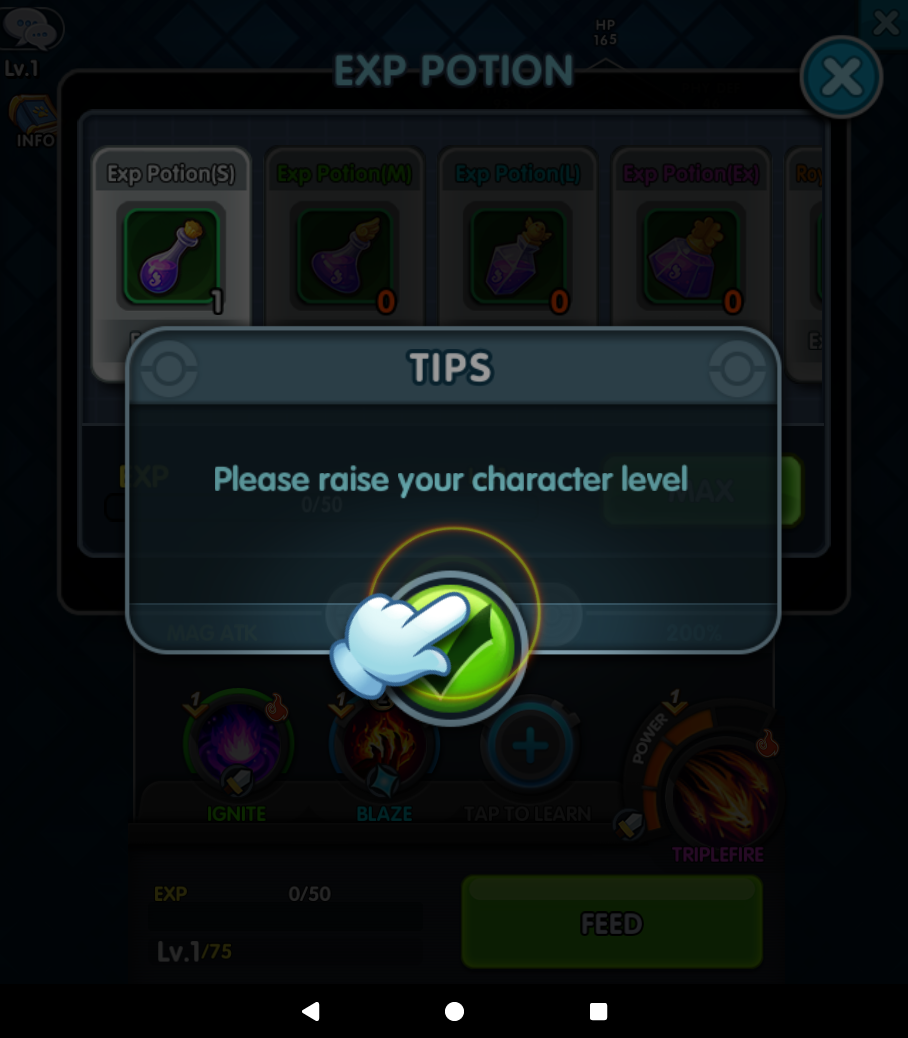 HP
165
Lv.1
EXP POTION
INFO
Exp Potion(S)
Exp Potion(M)
Exp Potion(L)
Exp Potion(Ex)
1
0
0
0
TIPS
Please raise your character level
EXP
0/50
MAX
MAG ATK
200%
1
1
1
POWER
IGNITE
BLAZE
TAP TO LEARN
TRIPLEFIRE
EXP
0/50
FEED
Lv.1/75